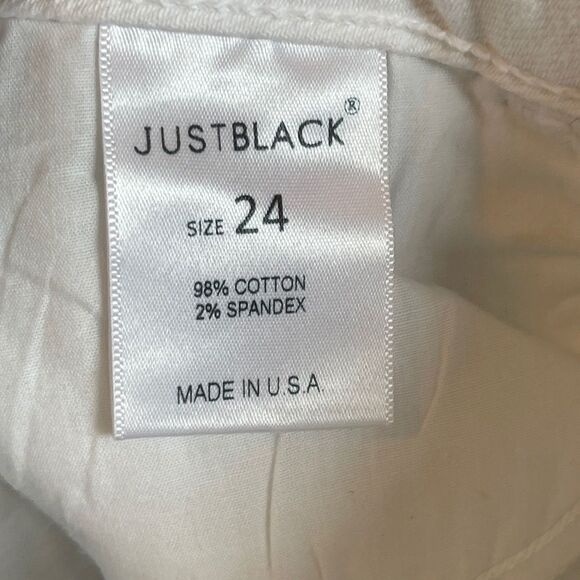 JUSTBLACK®
SIZE 24
98% COTTON
2% SPANDEX
MADE IN U.S.A.